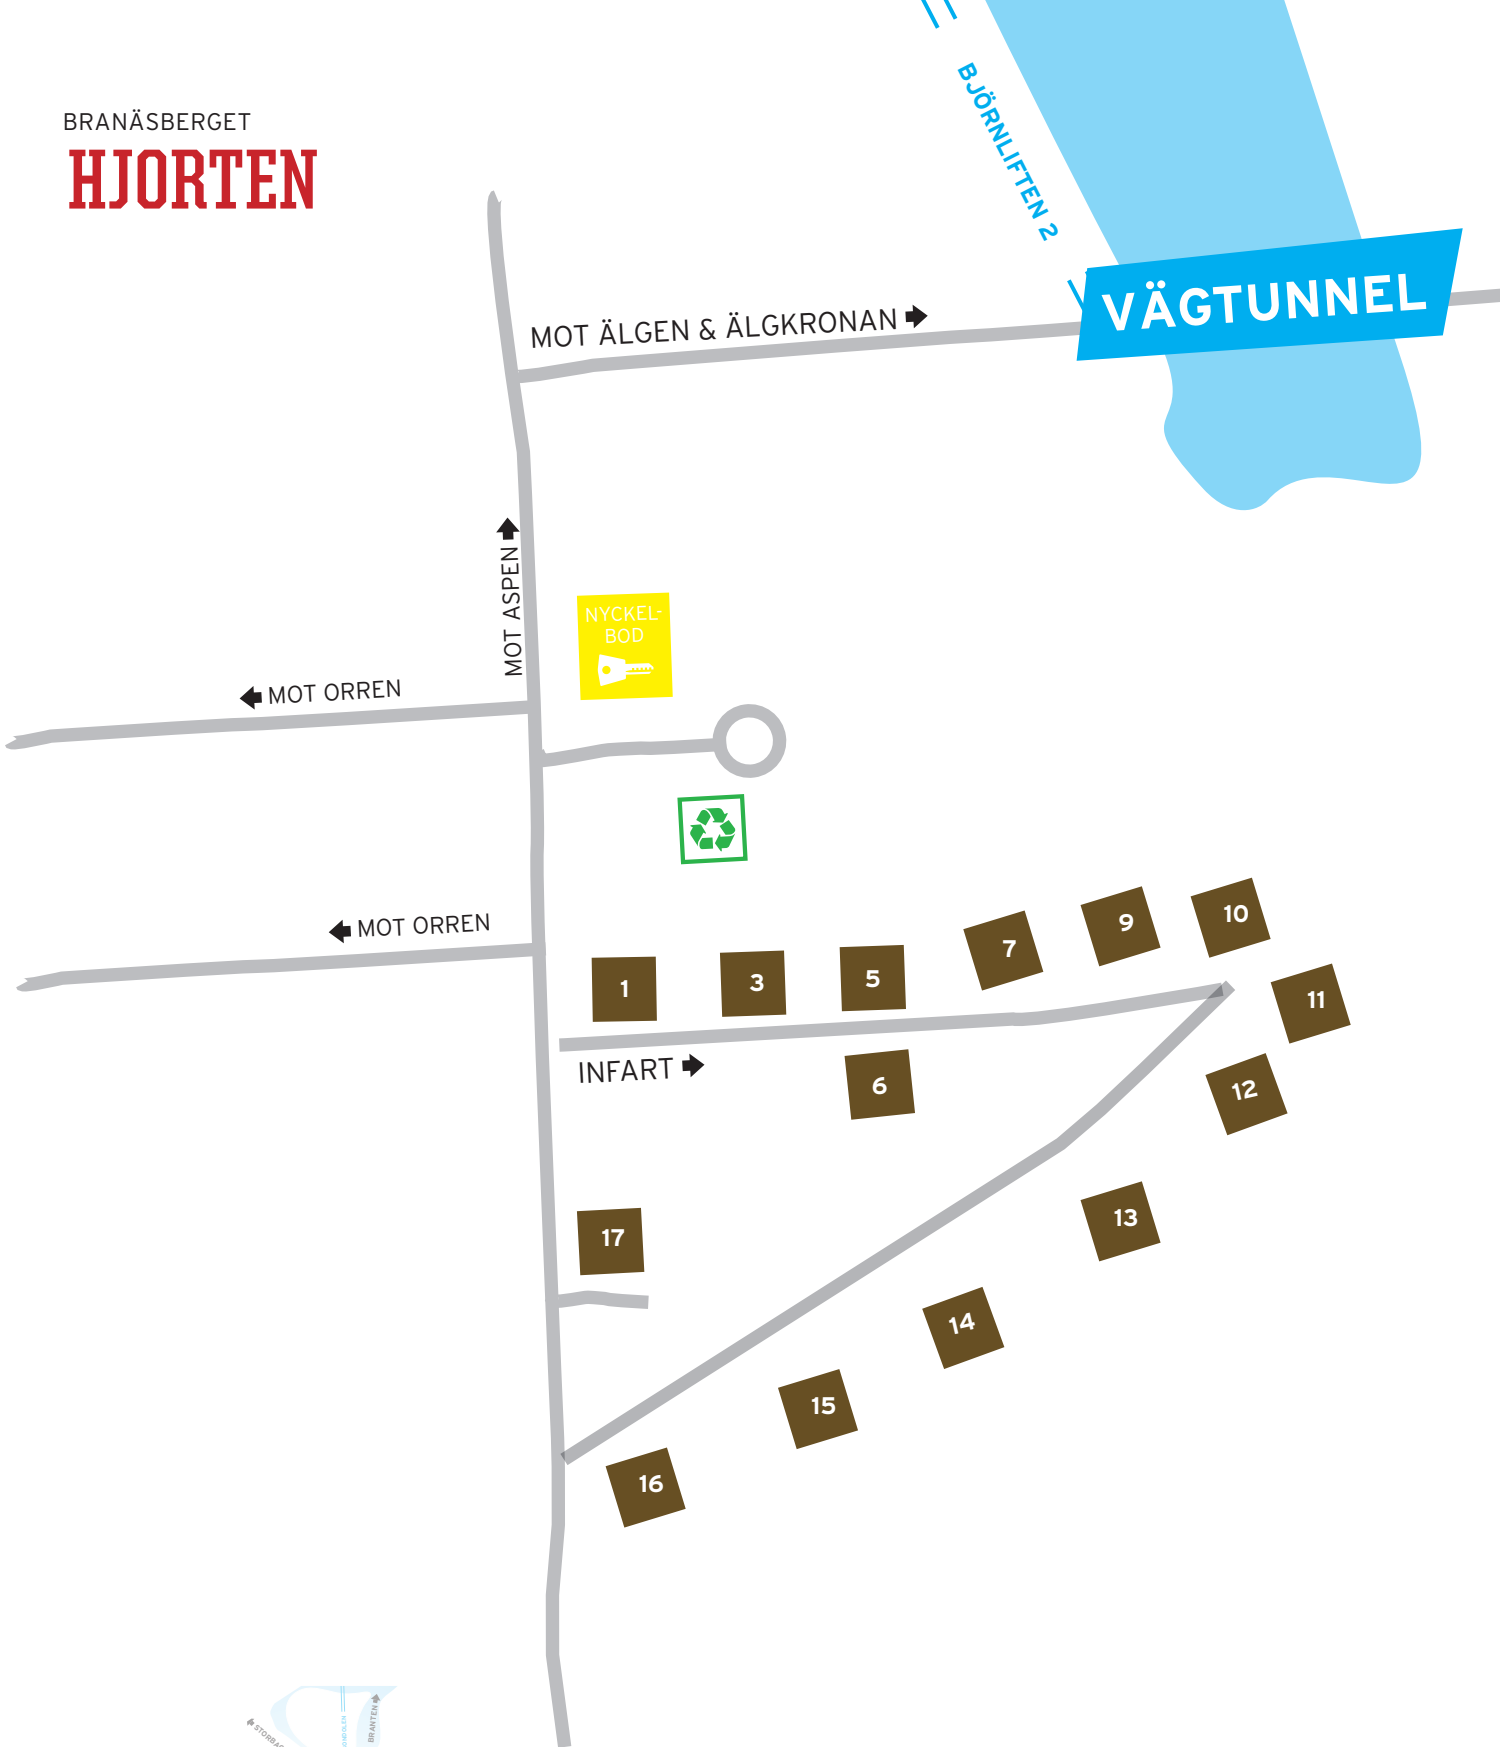 BRANÄSBERGET
HJORTEN
BJÖRNLIFTEN 2
VÄGTUNNEL
MOT ÄLGEN & ÄLGKRONAN
MOT ASPEN
NYCKEL-
BOD
MOT ORREN
MOT ORREN
1
3
5
7
9
10
11
INFART
6
12
13
17
14
15
16
BRANTEN